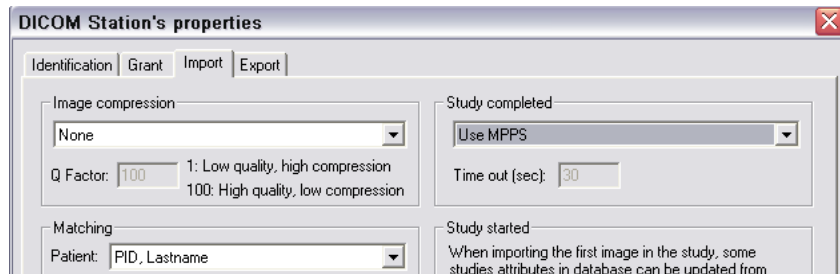 DICOM Station's properties
Identification Grant Import Export
Image compression
None
Q Factor: 100
1: Low quality, high compression
100: High quality, low compression
Study completed
Use MPPS
Time out (sec): 30
Matching
Patient: PID, Lastname
Study started
When importing the first image in the study, some
studies attributes in database can be updated from